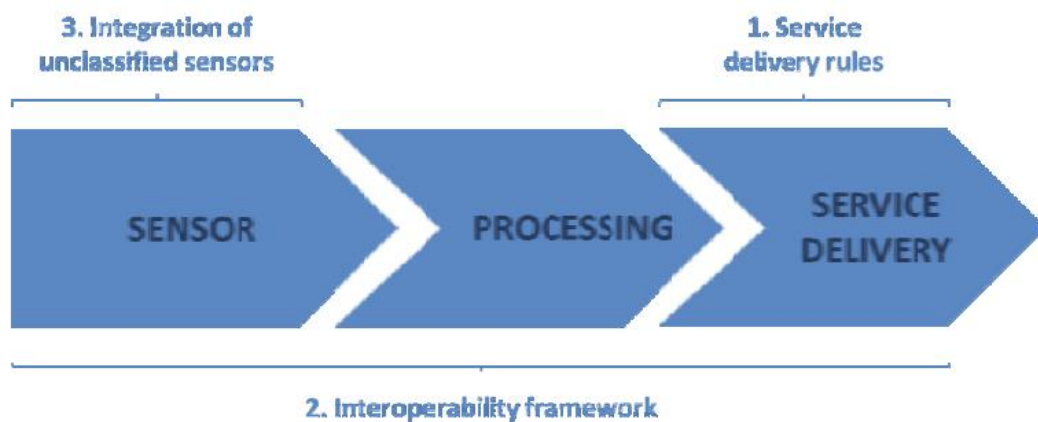 3. Integration of
unclassified sensors
1. Service
delivery rules
SENSOR
PROCESSING
SERVICE
DELIVERY
2. Interoperability framework